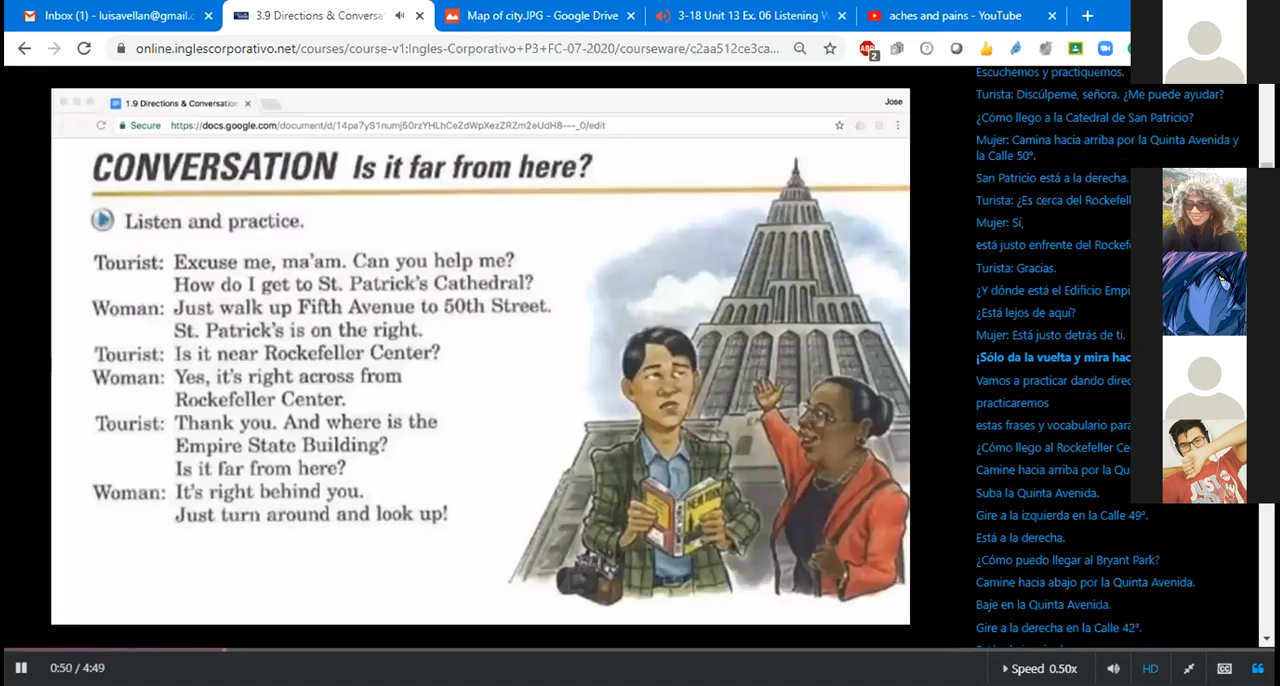 Inbox (1) - luisavellan@gmail.c
3.9 Directions & Conversa
Map of city.JPG - Google Drive
3-18 Unit 13 Ex. 06 Listening W
aches and pains - YouTube
online.inglescorporativo.net/courses/course-v1:Ingles-Corporativo+P3+FC-07-2020/courseware/c2aa512ce3ca...
ABP
2
1.9 Directions & Conversation
Jose
Secure
CONVERSATION Is it far from here?
Listen and practice.
Tourist: Excuse me, ma'am. Can you help me?
How do I get to St. Patrick's Cathedral?
Woman: Just walk up Fifth Avenue to 50th Street.
St. Patrick's is on the right.
Tourist: Is it near Rockefeller Center?
Woman: Yes, it's right across from
Rockefeller Center.
Tourist: Thank you. And where is the
Empire State Building?
Is it far from here?
Woman: It's right behind you.
Just turn around and look up!
NEW YORK
Escuchemos y practiquemos.
Turista: Discúlpeme, señora. ¿Me puede ayudar?
¿Cómo llego a la Catedral de San Patricio?
Mujer: Camina hacia arriba por la Quinta Avenida y
la Calle 50°.
San Patricio está a la derecha.
Turista: ¿Es cerca del Rockefell
Mujer: Sí,
está justo enfrente del Rockef
Turista: Gracias.
¿Y dónde está el Edificio Empi
¿Está lejos de aquí?
Mujer: Está justo detrás de ti.
¡Sólo da la vuelta y mira hac
Vamos a practicar dando direc
practicaremos
estas frases y vocabulario para
¿Cómo llego al Rockefeller Ce
Camine hacia arriba por la Qu
Suba la Quinta Avenida.
Gire a la izquierda en la Calle 49°.
Está a la derecha.
¿Cómo puedo llegar al Bryant Park?
Camine hacia abajo por la Quinta Avenida.
Baje en la Quinta Avenida.
Gire a la derecha en la Calle 42ª.
JUST
0:50 / 4:49
Speed 0.50x
HD
CC